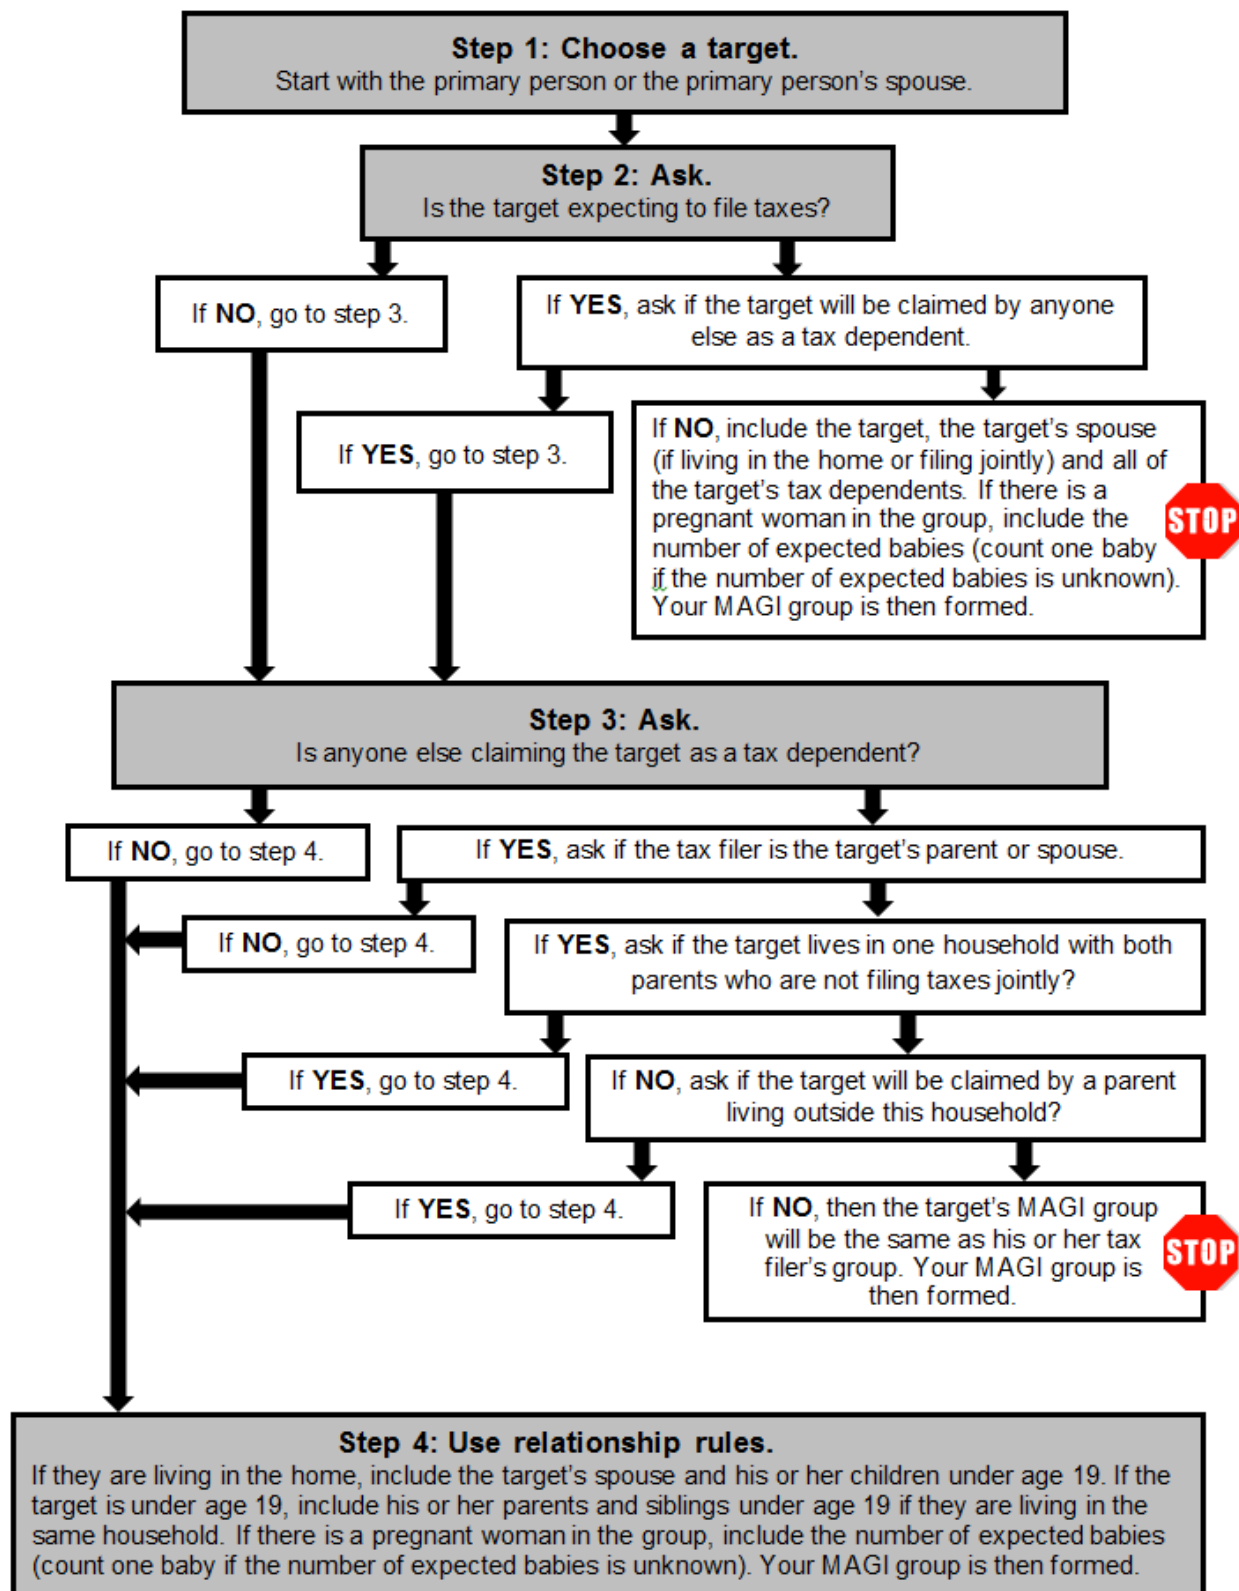 Step 1: Choose a target.
Start with the primary person or the primary person's spouse.
Step 2: Ask.
Is the target expecting to file taxes?
If NO, go to step 3.
If YES, ask if the target will be claimed by anyone
else as a tax dependent.
If YES, go to step 3.
If NO, include the target, the target's spouse
(if living in the home or filing jointly) and all of
the target's tax dependents. If there is a
pregnant woman in the group, include the
number of expected babies (count one baby
if the number of expected babies is unknown).
Your MAGI group is then formed.
STOP
Step 3: Ask.
Is anyone else claiming the target as a tax dependent?
If NO, go to step 4.
If YES, ask if the tax filer is the target's parent or spouse.
If NO, go to step 4.
If YES, ask if the target lives in one household with both
parents who are not filing taxes jointly?
If YES, go to step 4.
If NO, ask if the target will be claimed by a parent
living outside this household?
If YES, go to step 4.
If NO, then the target's MAGI group
will be the same as his or her tax
filer's group. Your MAGI group is
then formed.
STOP
Step 4: Use relationship rules.
If they are living in the home, include the target's spouse and his or her children under age 19. If the
target is under age 19, include his or her parents and siblings under age 19 if they are living in the
same household. If there is a pregnant woman in the group, include the number of expected babies
(count one baby if the number of expected babies is unknown). Your MAGI group is then formed.